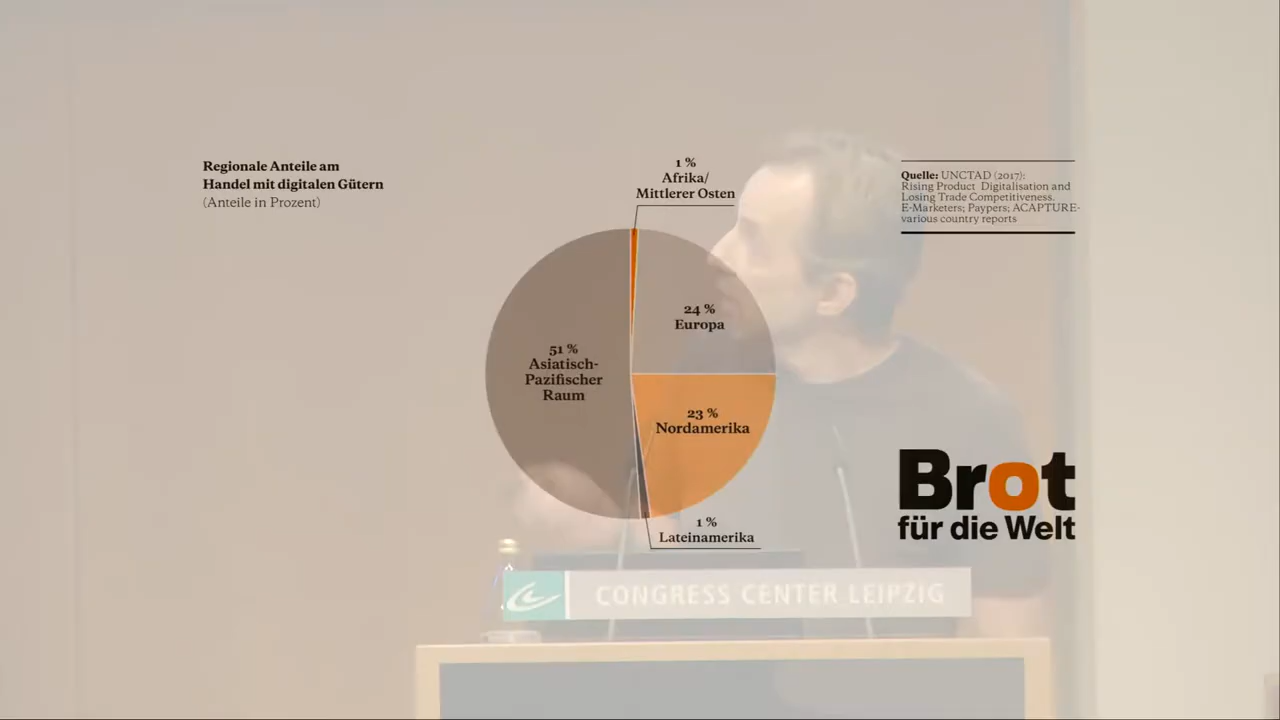 Regionale Anteile am
Handel mit digitalen Gütern
(Anteile in Prozent)
1 %
Afrika/
Mittlerer Osten
Quelle: UNCTAD (2017):
Rising Product Digitalisation and
Losing Trade Competitiveness.
E-Marketers; Paypers; ACAPTURE-
various country reports
24 %
Europa
51 %
Asiatisch-
Pazifischer
Raum
23 %
Nordamerika
1 %
Lateinamerika
Brot
für die Welt
CONGRESS CENTER LEIPZIG